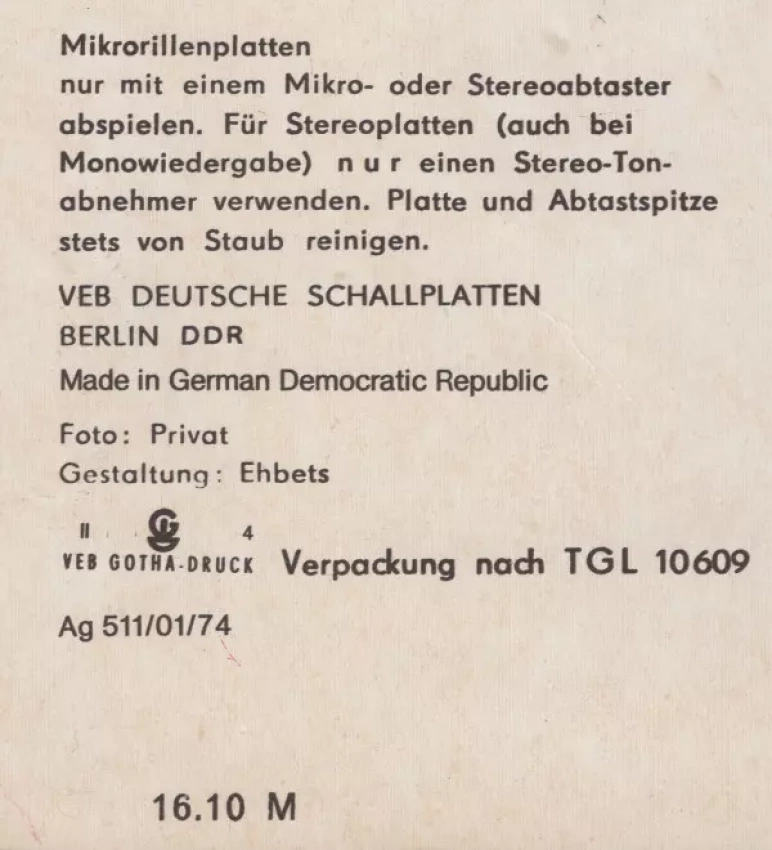 Mikrorillenplatten
nur mit einem Mikro- oder Stereoabtaster
abspielen. Für Stereoplatten (auch bei
Monowiedergabe) n u r einen Stereo-Ton-
abnehmer verwenden. Platte und Abtastspitze
stets von Staub reinigen.
VEB DEUTSCHE SCHALLPLATTEN
BERLIN DDR
Made in German Democratic Republic
Foto: Privat
Gestaltung: Ehbets
II 4
VEB GOTHA-DRUCK Verpackung nach TGL 10609
Ag 511/01/74
16.10 M